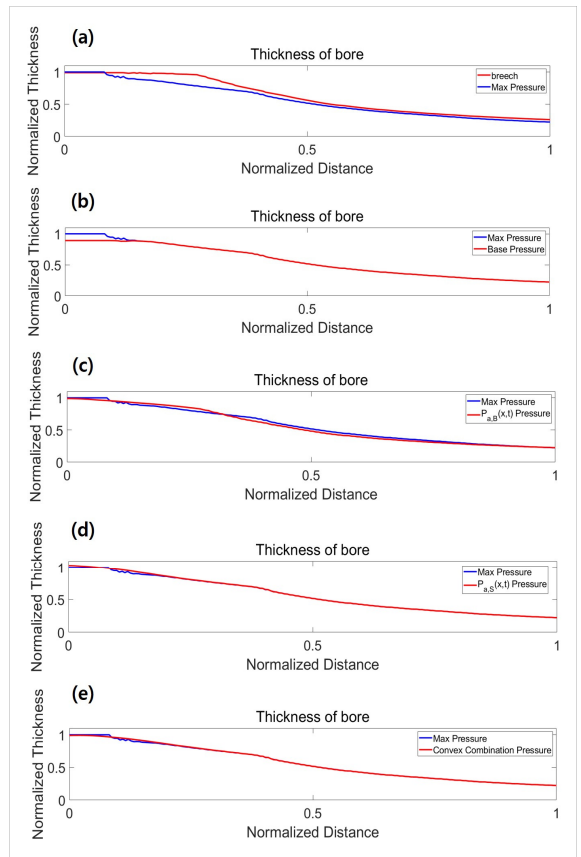 (a)
Thickness of bore
Normalized Thickness
1
0.5
0
breech
Max Pressure
0
0.5
1
Normalized Distance
(b)
Thickness of bore
Normalized Thickness
1
0.5
0
Max Pressure
Base Pressure
0
0.5
1
Normalized Distance
(c)
Thickness of bore
Normalized Thickness
1
0.5
0
Max Pressure
P_a,B(x,t) Pressure
0
0.5
1
Normalized Distance
(d)
Thickness of bore
Normalized Thickness
1
0.5
0
Max Pressure
P_a,S(x,t) Pressure
0
0.5
1
Normalized Distance
(e)
Thickness of bore
Normalized Thickness
1
0.5
0
Max Pressure
Convex Combination Pressure
0
0.5
1
Normalized Distance